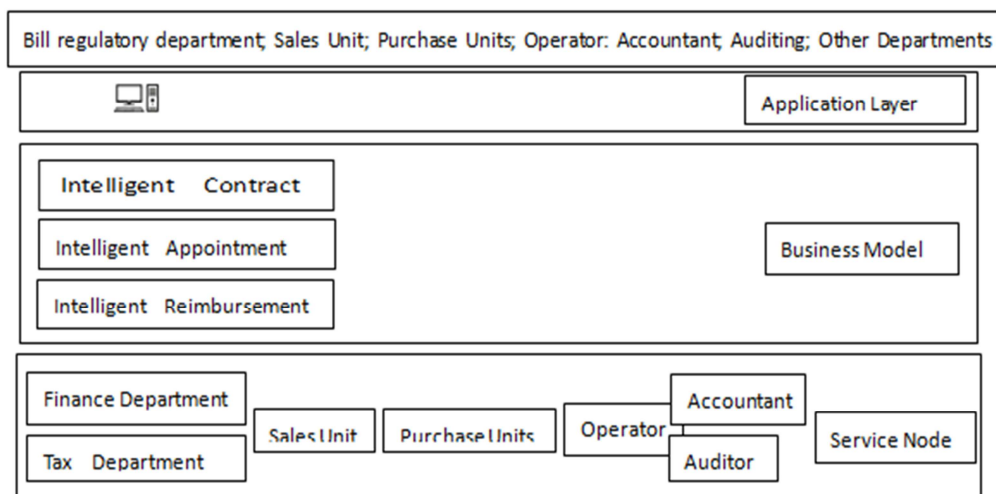 Bill regulatory department; Sales Unit; Purchase Units; Operator: Accountant; Auditing; Other Departments
Application Layer
Intelligent Contract
Intelligent Appointment
Business Model
Intelligent Reimbursement
Finance Department
Accountant
Sales Unit
Purchase Units
Operator
Service Node
Tax Department
Auditor